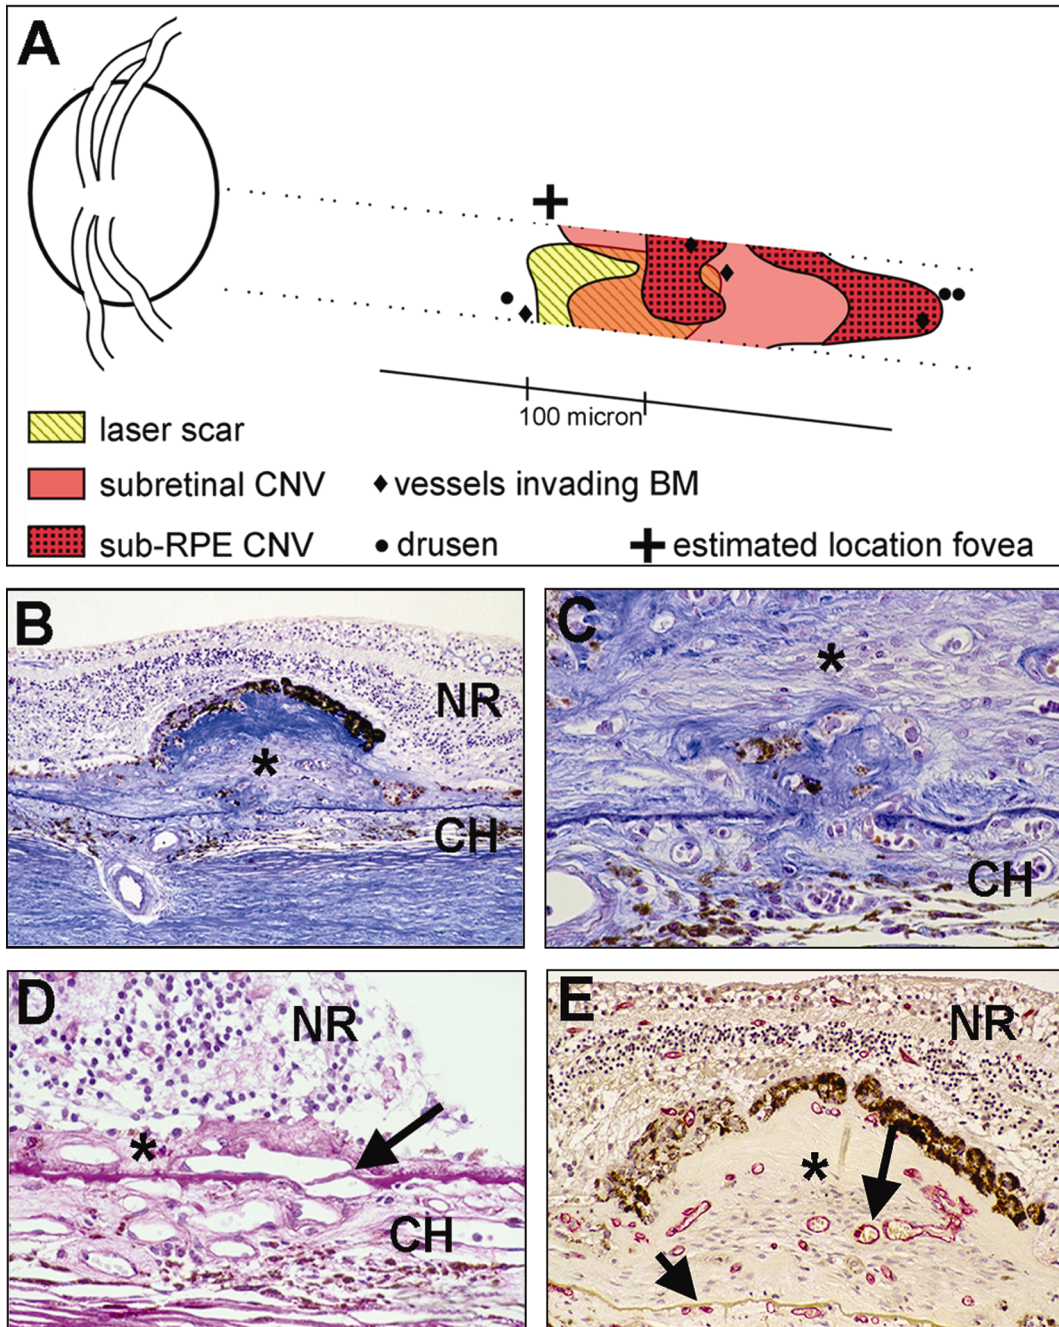 A
100 micron
laser scar
subretinal CNV
vessels invading BM
sub-RPE CNV
drusen
estimated location fovea
B
NR
*
CH
C
*
CH
D
NR
*
CH
E
NR
*